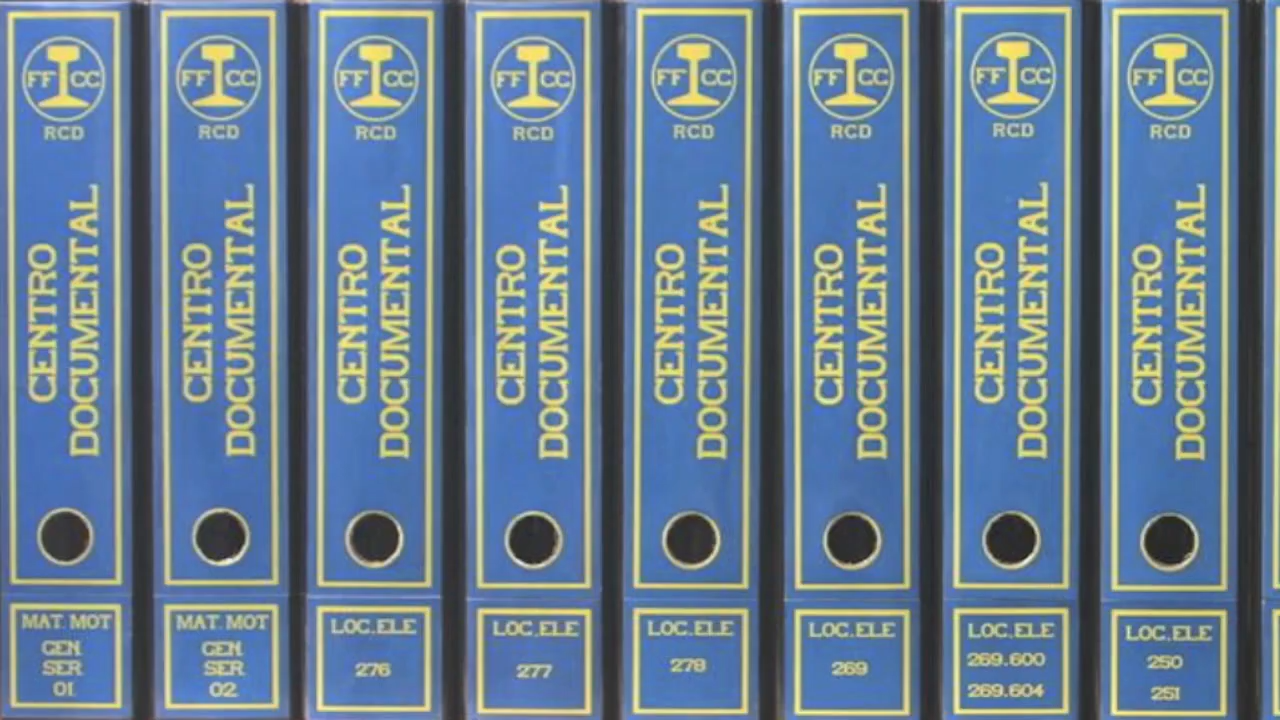 FF CC
RCD
CENTRO
DOCUMENTAL
MAT. MOT
GEN.
SER.
01.
FF CC
RCD
CENTRO
DOCUMENTAL
MAT. MOT
GEN.
SER.
02.
FF CC
RCD
CENTRO
DOCUMENTAL
LOC.ELE
276
FF CC
RCD
CENTRO
DOCUMENTAL
LOC.ELE
277
FF CC
RCD
CENTRO
DOCUMENTAL
LOC.ELE
278
FF CC
RCD
CENTRO
DOCUMENTAL
LOC.ELE
269
FF CC
RCD
CENTRO
DOCUMENTAL
LOC.ELE
269.600
269.604
FF CC
RCD
CENTRO
DOCUMENTAL
LOC.ELE
250
251